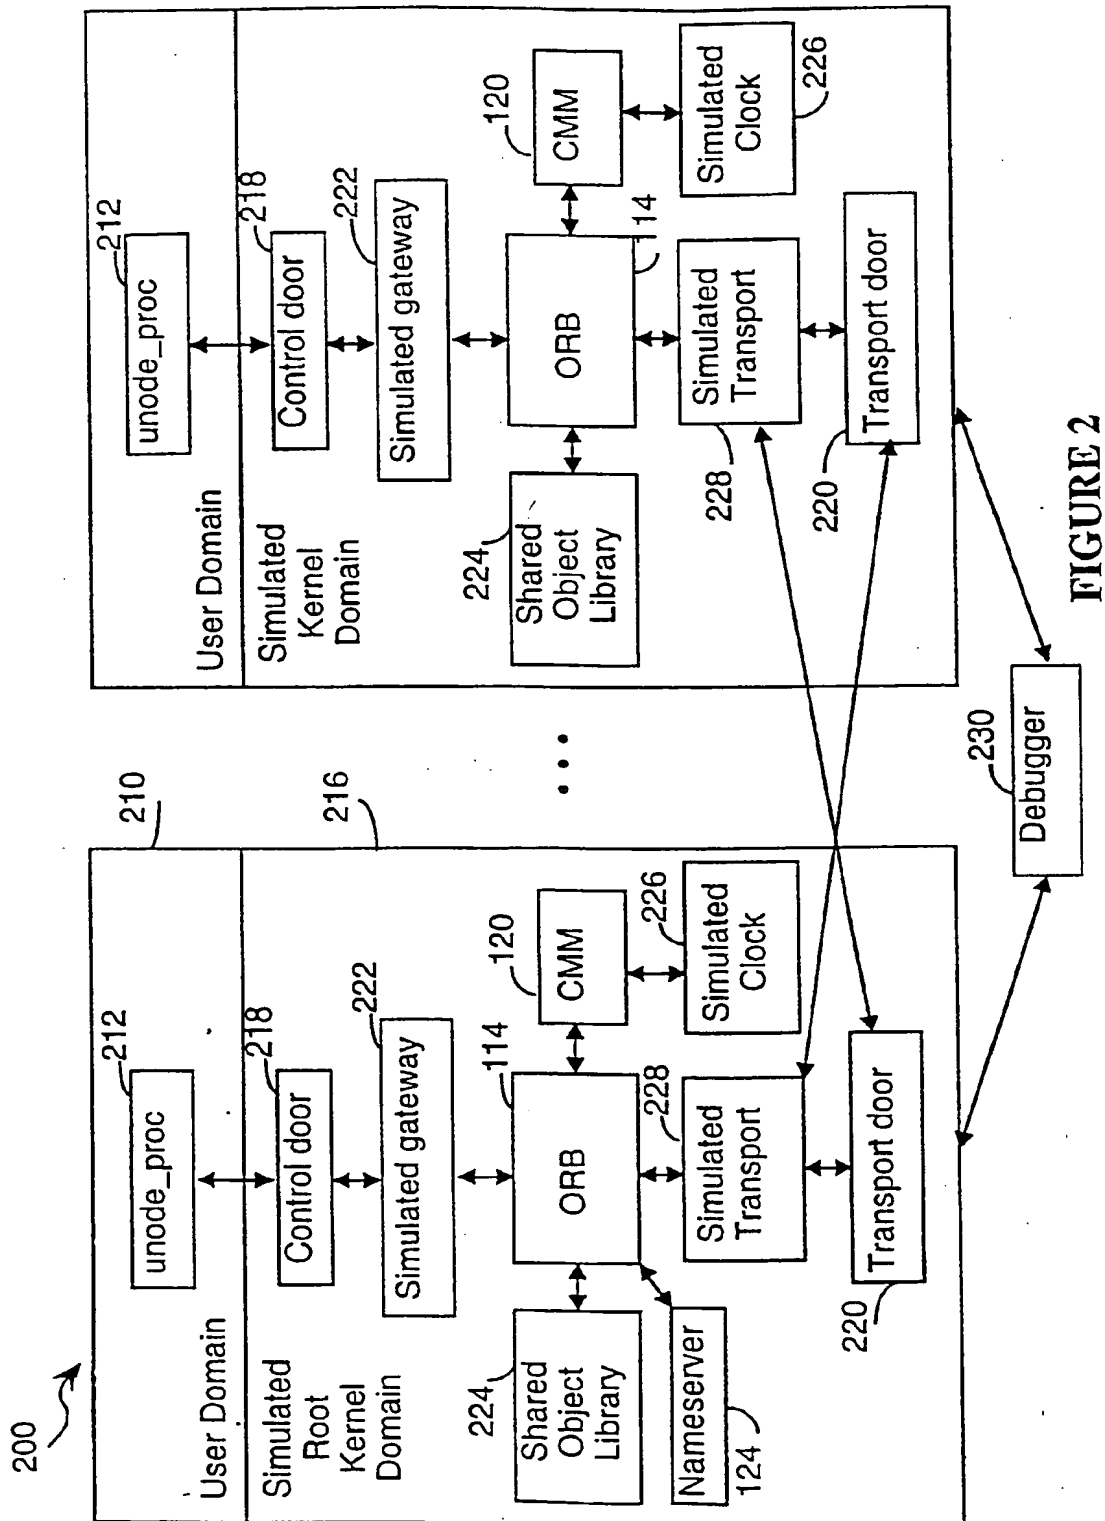 200
210
User Domain
212
unode_proc
216
Simulated
Root
Kernel
Domain
218
Control door
222
Simulated gateway
224
Shared
Object
Library
114
ORB
120
CMM
Nameserver
124
228
Simulated
Transport
226
Simulated
Clock
220
Transport door
...
User Domain
212
unode_proc
Simulated
Kernel
Domain
218
Control door
222
Simulated gateway
224
Shared
Object
Library
ORB
114
120
CMM
228
Simulated
Transport
Simulated
Clock
226
220
Transport door
230
Debugger
FIGURE 2